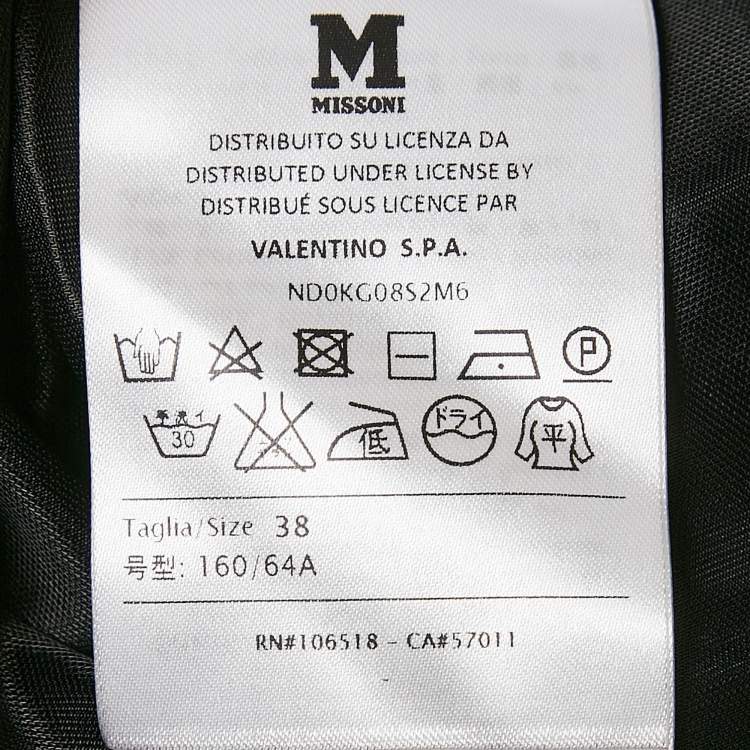 M
MISSONI
DISTRIBUITO SU LICENZA DA
DISTRIBUTED UNDER LICENSE BY
DISTRIBUÉ SOUS LICENCE PAR
VALENTINO S.P.A.
ND0KG08S2M6
P
手洗イ 30 低 ドライ 平
Taglia/Size 38
号型: 160/64A
RN#106518 - CA#57011